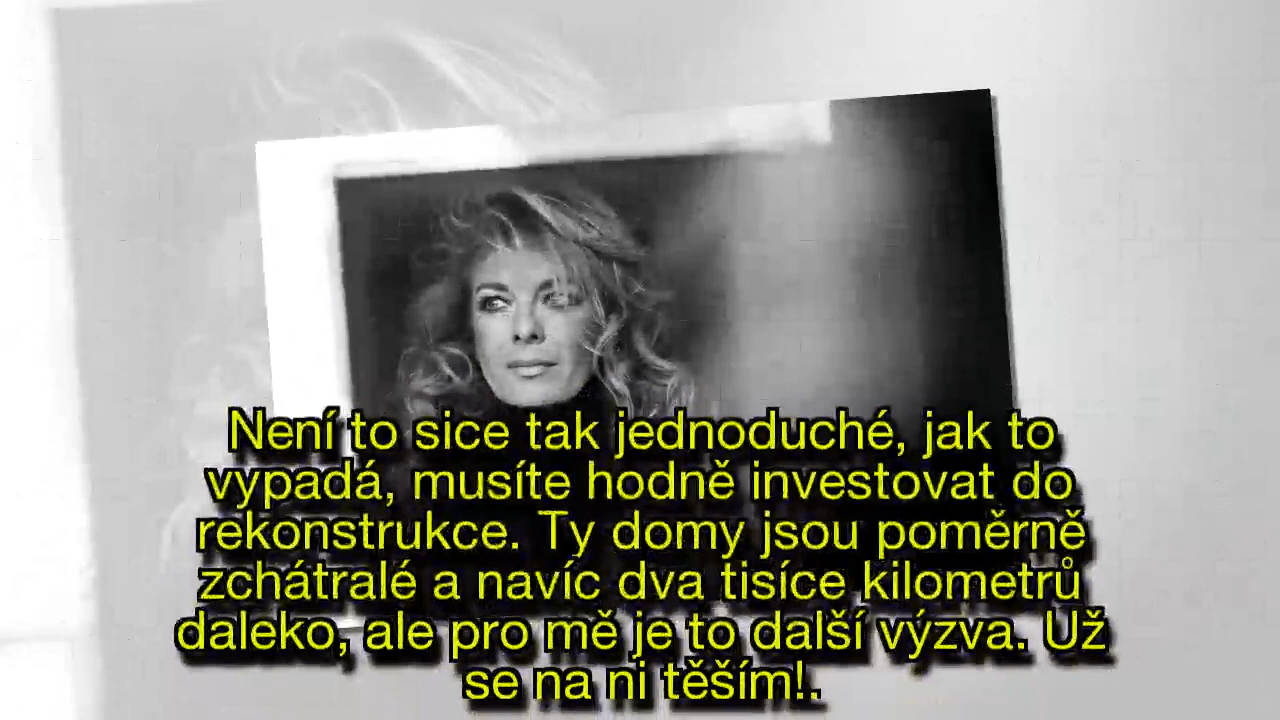 Není to sice tak jednoduché, jak to
vypadá, musíte hodně investovat do
rekonstrukce. Ty domy jsou poměrně
zchátralé a navíc dva tisíce kilometrů
daleko, ale pro mě je to další výzva. Už
se na ni těším!.